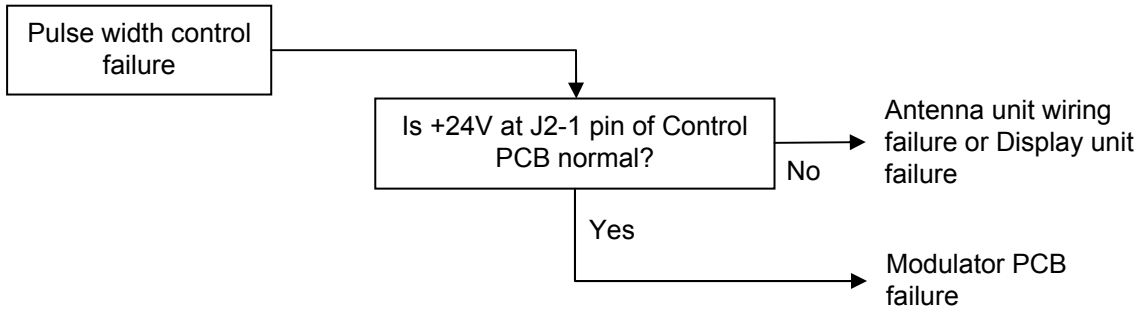 Pulse width control
failure
Is +24V at J2-1 pin of Control
PCB normal?
No
Antenna unit wiring
failure or Display unit
failure
Yes
Modulator PCB
failure